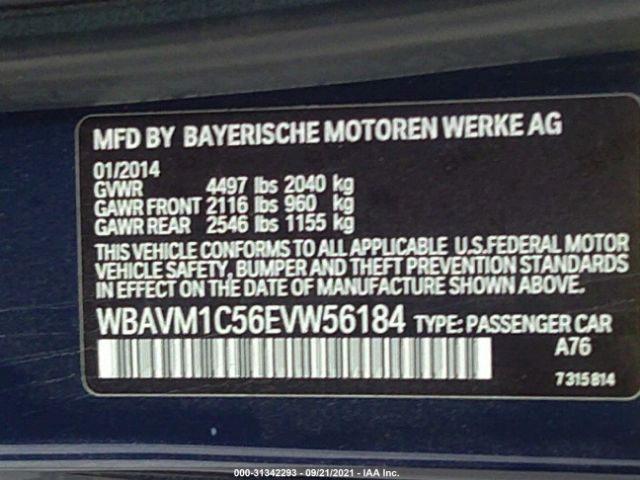 MFD BY BAYERISCHE MOTOREN WERKE AG
01/2014
GVWR 4497 lbs 2040 kg
GAWR FRONT 2116 lbs 960 kg
GAWR REAR 2546 lbs 1155 kg
THIS VEHICLE CONFORMS TO ALL APPLICABLE U.S.FEDERAL MOTOR
VEHICLE SAFETY, BUMPER AND THEFT PREVENTION STANDARDS
IN EFFECT ON THE DATE OF MANUFACTURE SHOWN ABOVE.
WBAVM1C56EVW56184 TYPE: PASSENGER CAR
A76
7315814
000-31342293 - 09/21/2021 - IAA Inc.